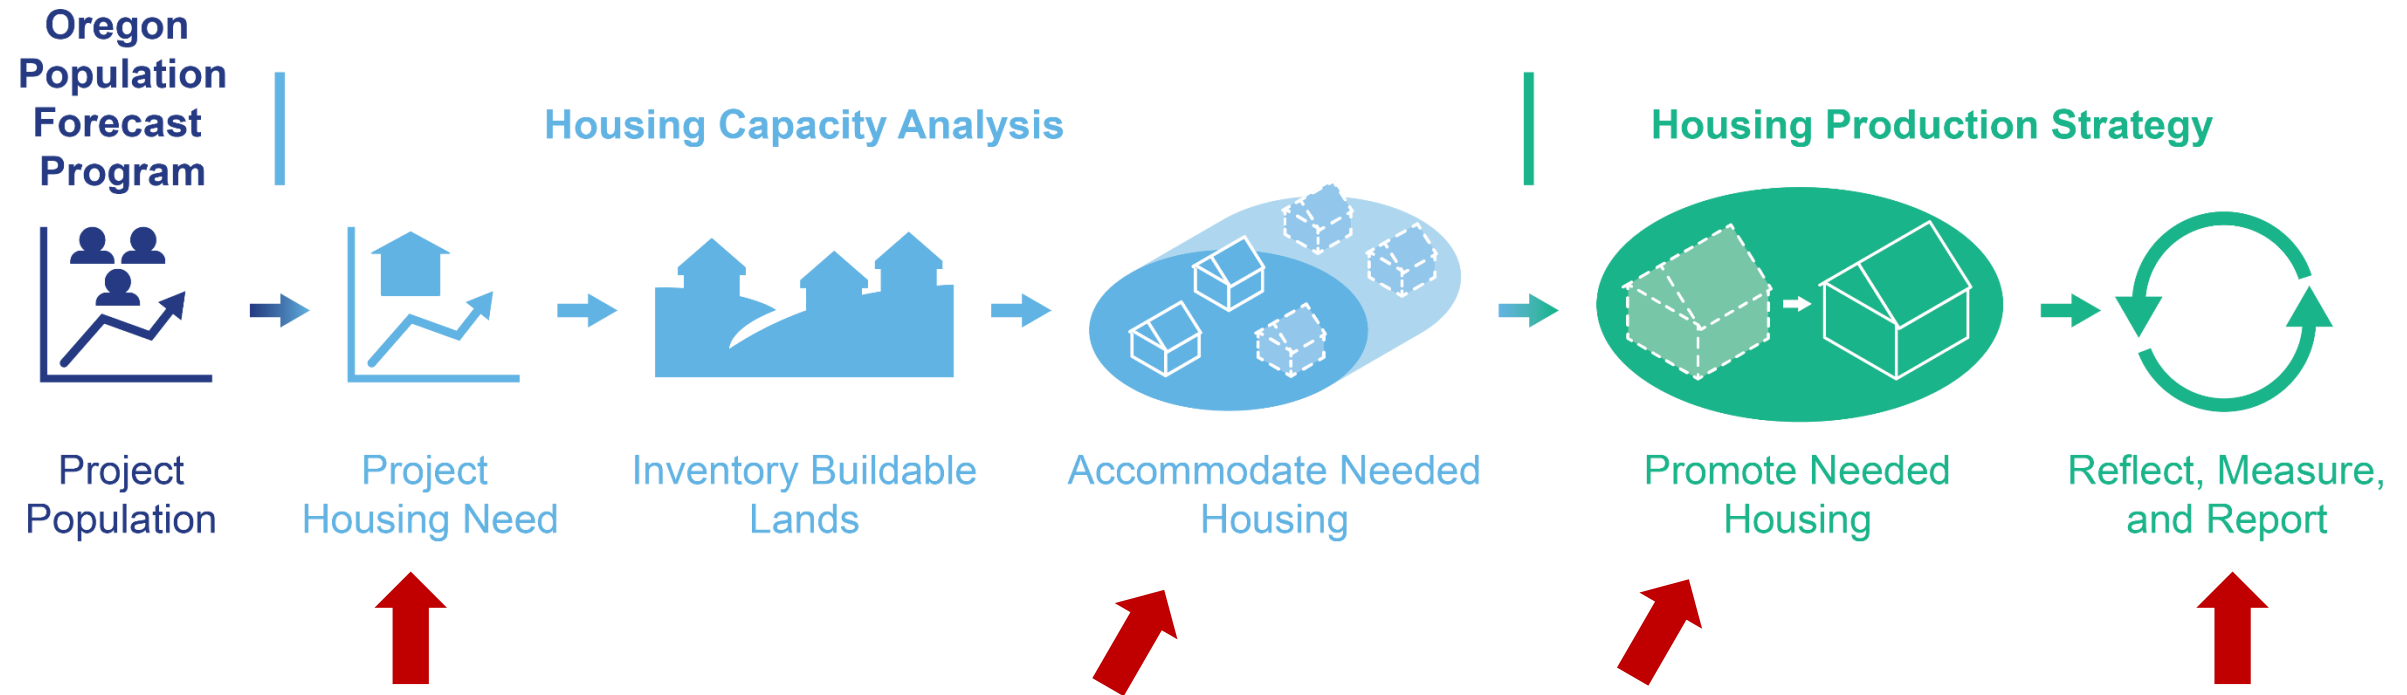 Oregon
Population
Forecast
Program
Housing Capacity Analysis
Housing Production Strategy
Project
Population
Project
Housing Need
Inventory Buildable
Lands
Accommodate Needed
Housing
Promote Needed
Housing
Reflect, Measure,
and Report